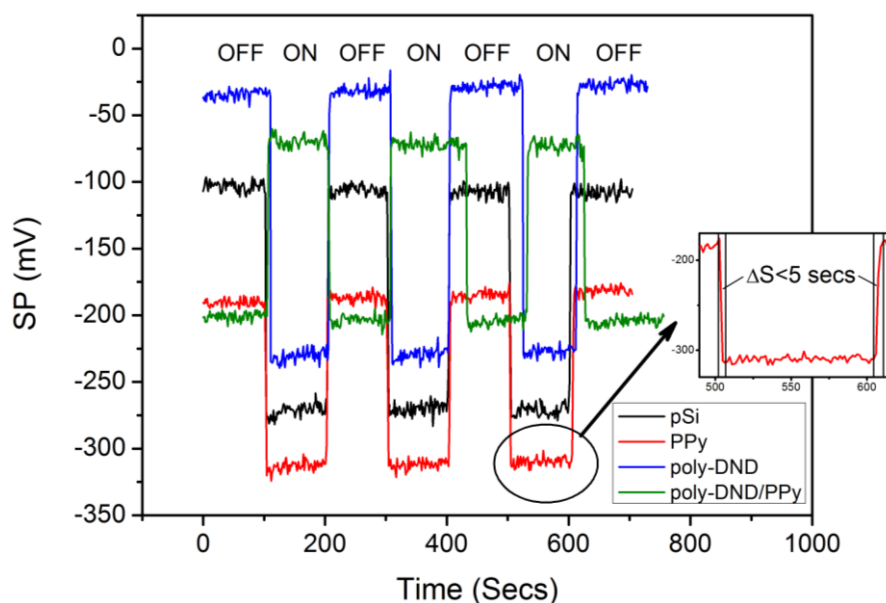 OFF ON OFF ON OFF ON OFF
0
-50
-100
-150
-200
-250
-300
-350
SP (mV)
0 200 400 600 800 1000
Time (Secs)
-200
-300
ΔS<5 secs
500 550 600
pSi
PPy
poly-DND
poly-DND/PPy